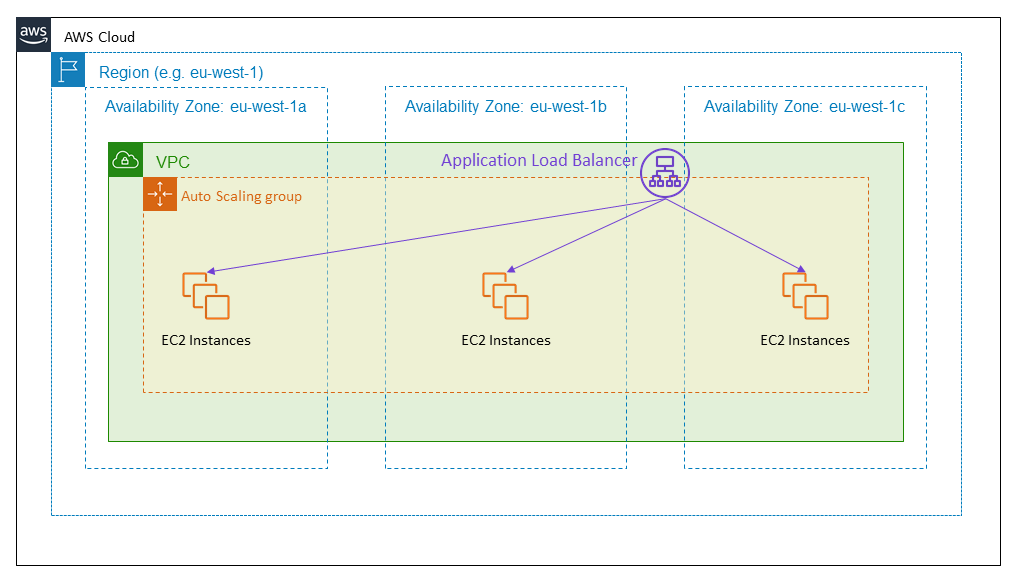 aws
AWS Cloud
Region (e.g. eu-west-1)
Availability Zone: eu-west-1a
Availability Zone: eu-west-1b
Availability Zone: eu-west-1c
VPC
Application Load Balancer
Auto Scaling group
EC2 Instances
EC2 Instances
EC2 Instances